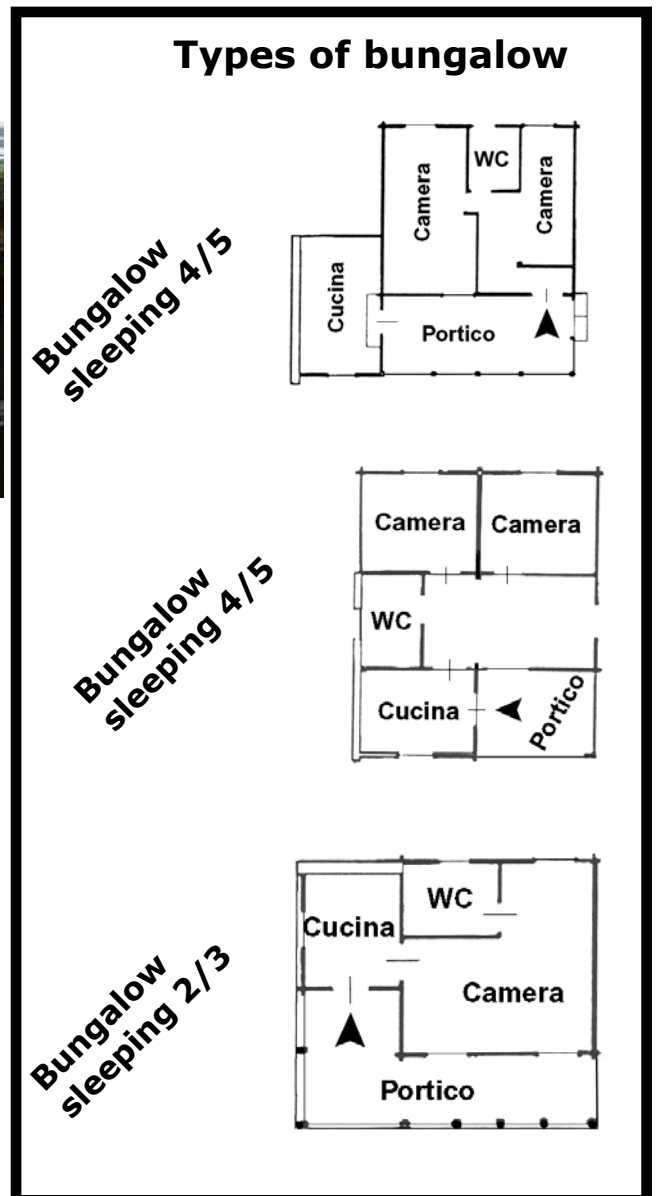 Types of bungalow
Bungalow
sleeping 4/5
WC
Camera
Camera
Cucina
Portico
Bungalow
sleeping 4/5
Camera
Camera
WC
Cucina
Portico
Bungalow
sleeping 2/3
WC
Cucina
Camera
Portico